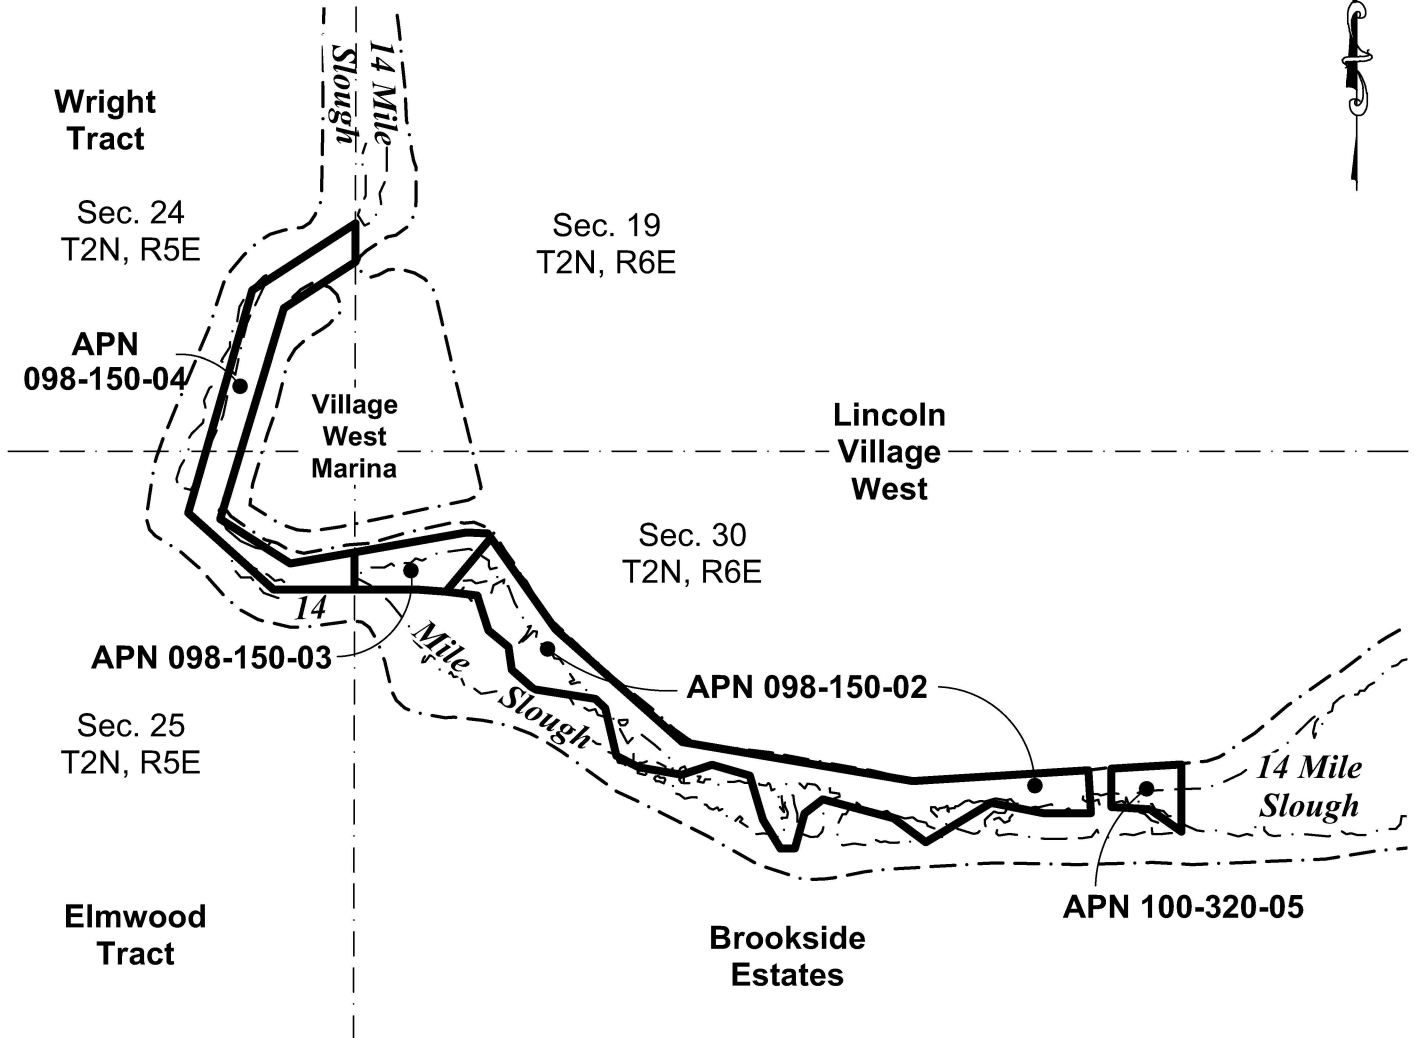 14 Mile
Slough
Wright
Tract
Sec. 24
T2N, R5E
Sec. 19
T2N, R6E
APN
098-150-04
Village
West
Marina
Lincoln
Village
West
Sec. 30
T2N, R6E
14
Mile
Slough
APN 098-150-03
APN 098-150-02
Sec. 25
T2N, R5E
14 Mile
Slough
APN 100-320-05
Elmwood
Tract
Brookside
Estates